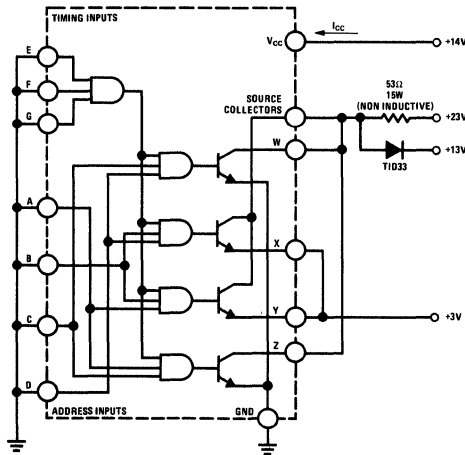 TIMING INPUTS
E
F
G
A
B
C
D
ADDRESS INPUTS
VCC
ICC
+14V
SOURCE
COLLECTORS
53Ω
15W
(NON INDUCTIVE)
+23V
W
+13V
TID33
X
Y
+3V
Z
GND